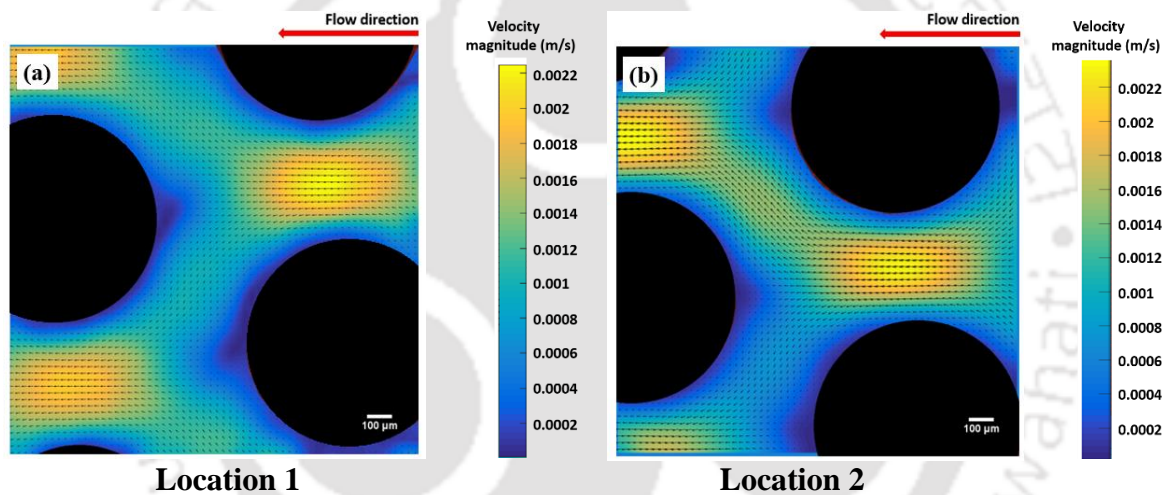 Flow direction
Velocity
magnitude (m/s)
(a)
0.0022
0.002
0.0018
0.0016
0.0014
0.0012
0.001
0.0008
0.0006
0.0004
0.0002
100 µm
Location 1
Flow direction
Velocity
magnitude (m/s)
(b)
0.0022
0.002
0.0018
0.0016
0.0014
0.0012
0.001
0.0008
0.0006
0.0004
0.0002
100 µm
Location 2